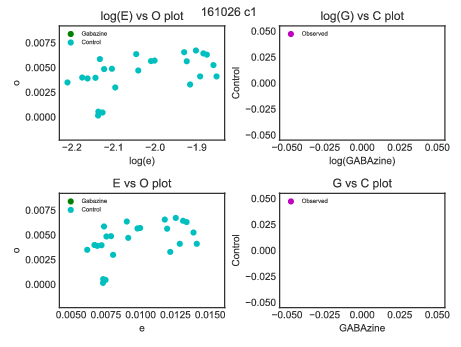 161026 c1
log(E) vs O plot
Gabazine
Control
0.0075
0.0050
0.0025
0.0000
o
−2.2 −2.1 −2.0 −1.9
log(e)
log(G) vs C plot
Observed
0.050
0.025
0.000
−0.025
−0.050
Control
−0.050 −0.025 0.000 0.025 0.050
log(GABAzine)
E vs O plot
Gabazine
Control
0.0075
0.0050
0.0025
0.0000
o
0.0050 0.0075 0.0100 0.0125 0.0150
e
G vs C plot
Observed
0.050
0.025
0.000
−0.025
−0.050
Control
−0.050 −0.025 0.000 0.025 0.050
GABAzine